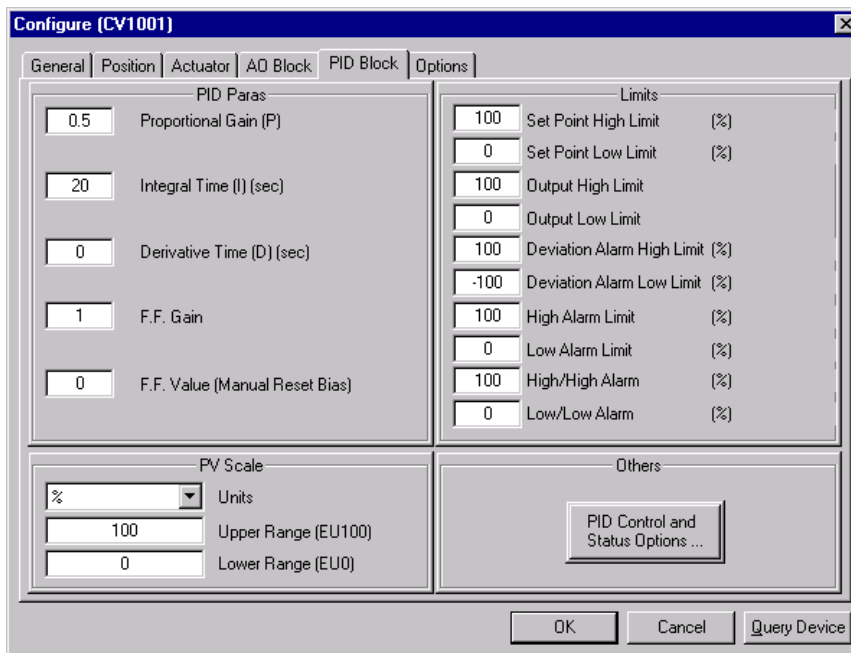 Configure (CV1001)
General Position Actuator AO Block PID Block Options
PID Paras
0.5 Proportional Gain (P)
20 Integral Time (I) (sec)
0 Derivative Time (D) (sec)
1 F.F. Gain
0 F.F. Value (Manual Reset Bias)
Limits
100 Set Point High Limit (%)
0 Set Point Low Limit (%)
100 Output High Limit
0 Output Low Limit
100 Deviation Alarm High Limit (%)
-100 Deviation Alarm Low Limit (%)
100 High Alarm Limit (%)
0 Low Alarm Limit (%)
100 High/High Alarm (%)
0 Low/Low Alarm (%)
PV Scale
% Units
100 Upper Range (EU100)
0 Lower Range (EU0)
Others
PID Control and
Status Options ...
OK Cancel Query Device